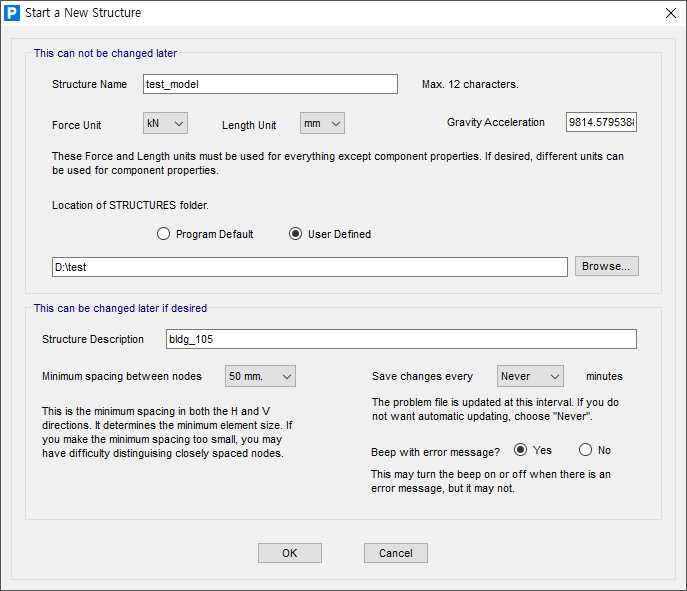 P Start a New Structure
This can not be changed later
Structure Name test_model Max. 12 characters.
Force Unit kN Length Unit mm Gravity Acceleration
These Force and Length units must be used for everything except component properties. If desired, different units can
be used for component properties.
Location of STRUCTURES folder.
Program Default User Defined
D:\test Browse...
This can be changed later if desired
Structure Description bldg_105
Minimum spacing between nodes 50 mm. Save changes every Never minutes
This is the minimum spacing in both the H and V
directions. It determines the minimum element size. If
you make the minimum spacing too small, you may
have difficulty distinguising closely spaced nodes.
The problem file is updated at this interval. If you do
not want automatic updating, choose "Never".
Beep with error message? Yes No
This may turn the beep on or off when there is an
error message, but it may not.
OK Cancel